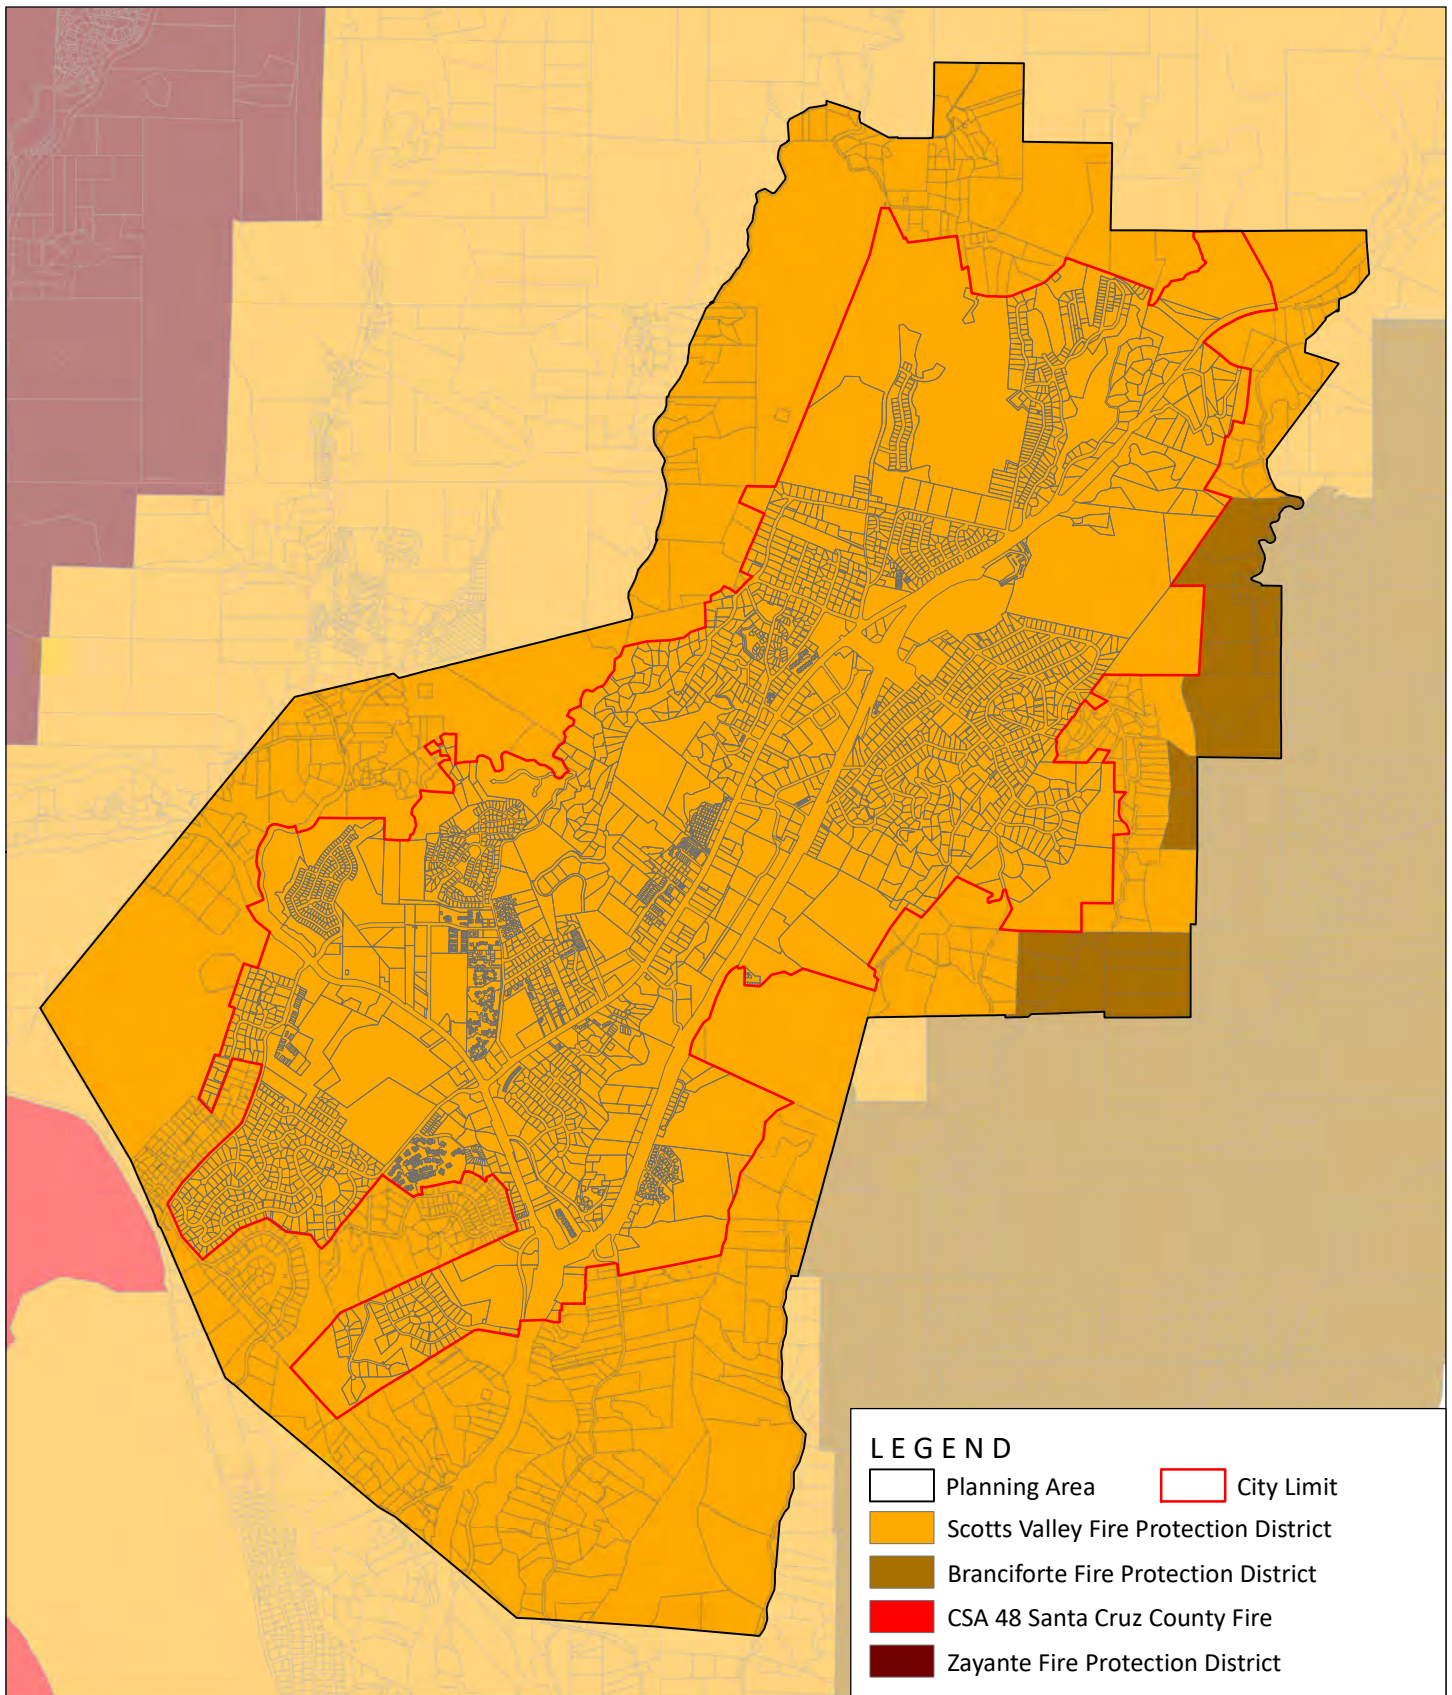 LEGEND
Planning Area City Limit
Scotts Valley Fire Protection District
Branciforte Fire Protection District
CSA 48 Santa Cruz County Fire
Zayante Fire Protection District